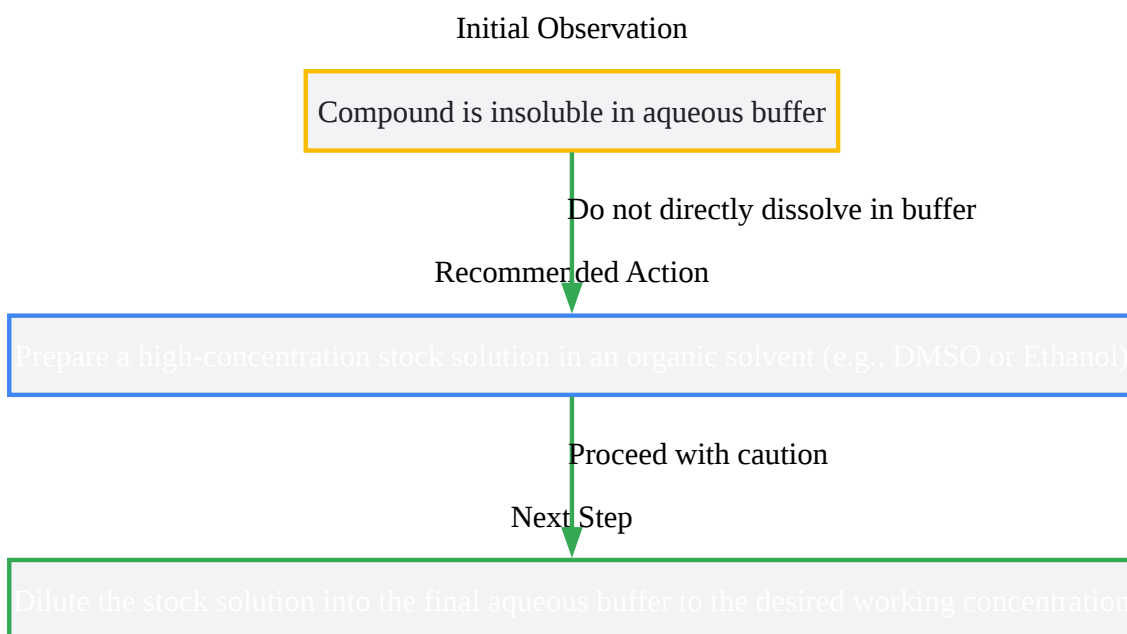 Initial Observation
Compound is insoluble in aqueous buffer
Do not directly dissolve in buffer
Recommended Action
Prepare a high-concentration stock solution in an organic solvent (e.g., DMSO or Ethanol)
Proceed with caution
Next Step
Dilute the stock solution into the final aqueous buffer to the desired working concentration